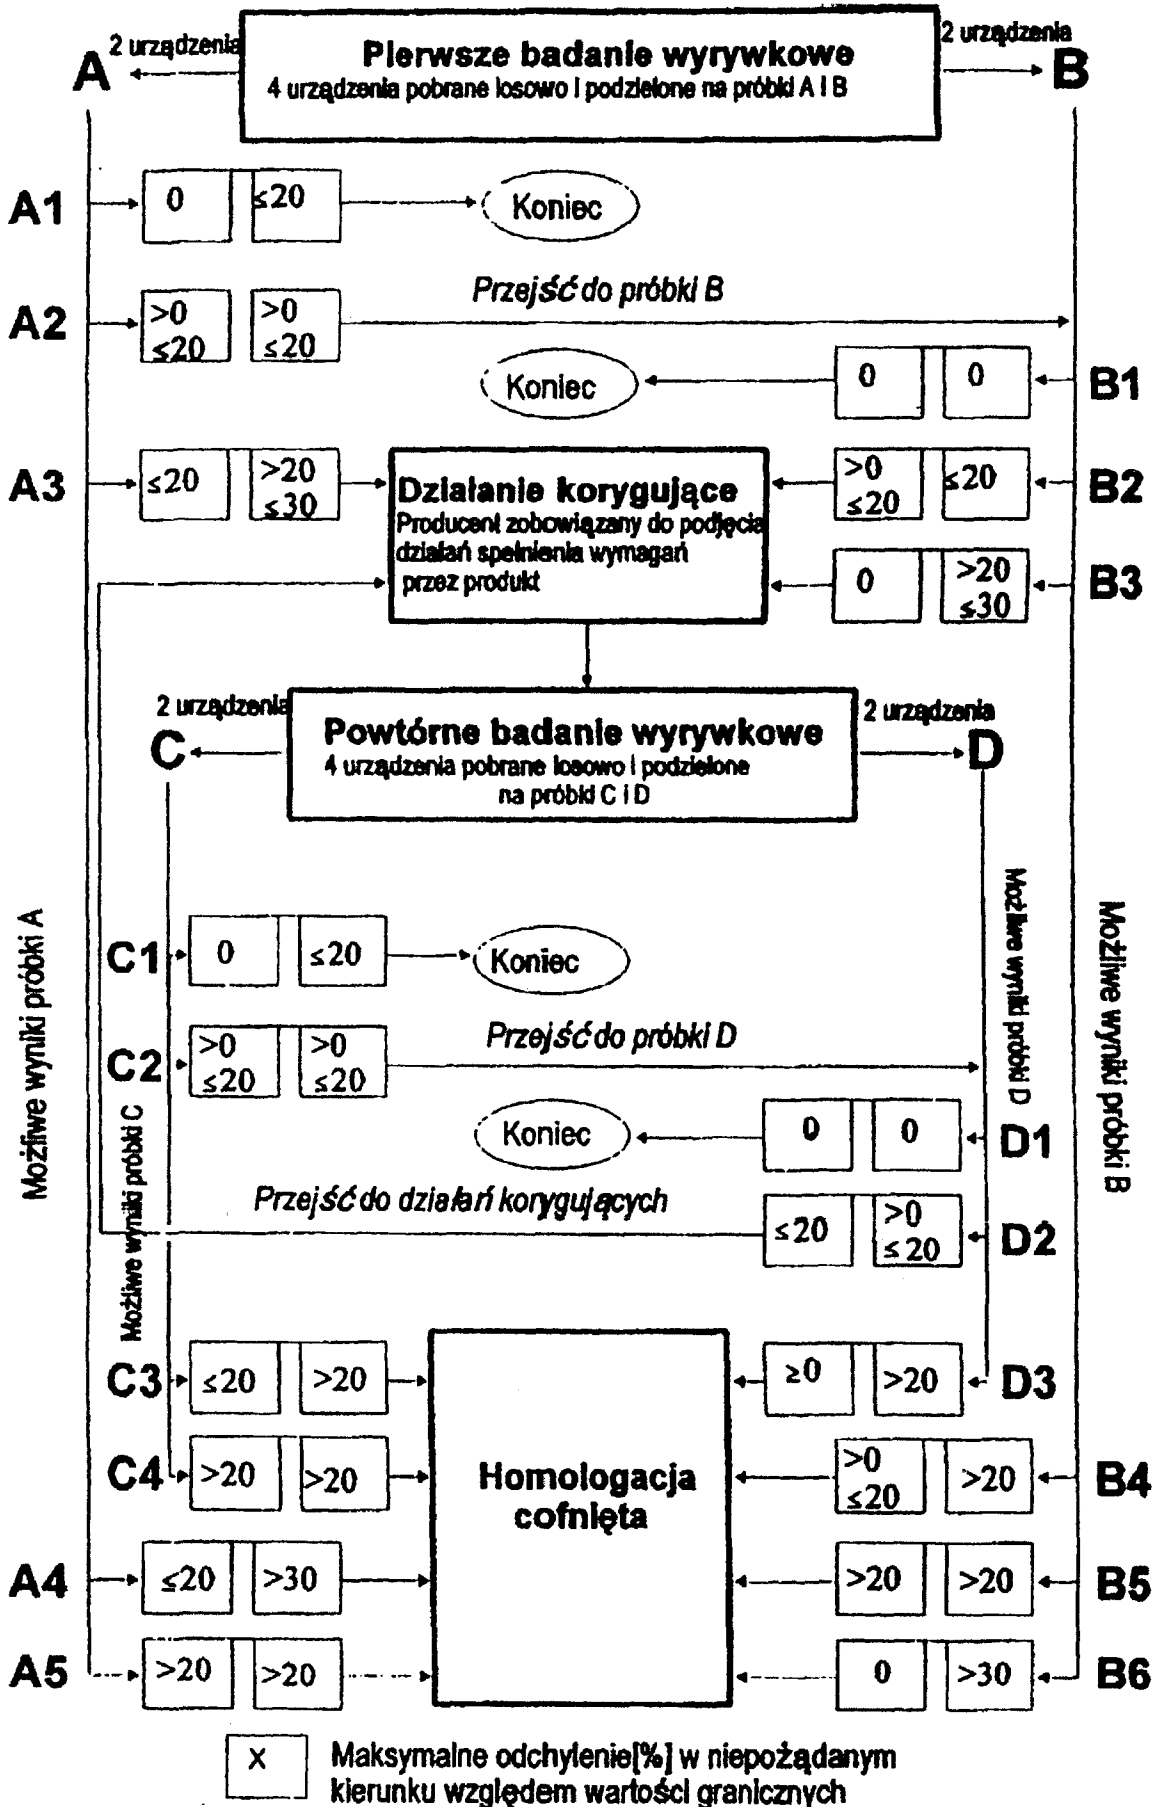 2 urządzenia
Pierwsze badanie wyrywkowe
2 urządzenia
A
4 urządzenia pobrane losowo i podzielone na próbki A i B
B
A1
0
≤20
Koniec
A2
>0
≤20
>0
≤20
Przejść do próbki B
Koniec
0
0
B1
A3
≤20
>20
≤30
Działanie korygujące
Producent zobowiązany do podjęcia
działań spełnienia wymagań
przez produkt
>0
≤20
≤20
B2
0
>20
≤30
B3
2 urządzenia
Powtórne badanie wyrywkowe
2 urządzenia
C
4 urządzenia pobrane losowo i podzielone
na próbki C i D
D
Możliwe wyniki próbki A
Możliwe wyniki próbki D
Możliwe wyniki próbki B
C1
0
≤20
Koniec
C2
>0
≤20
>0
≤20
Przejść do próbki D
Możliwe wyniki próbki C
Koniec
0
0
D1
Przejść do działań korygujących
≤20
>0
≤20
D2
C3
≤20
>20
≥0
>20
D3
C4
>20
>20
Homologacja
cofnięta
>0
≤20
>20
B4
A4
≤20
>30
>20
>20
B5
A5
>20
>20
0
>30
B6
X
Maksymalne odchylenie[%] w niepożądanym
kierunku względem wartości granicznych